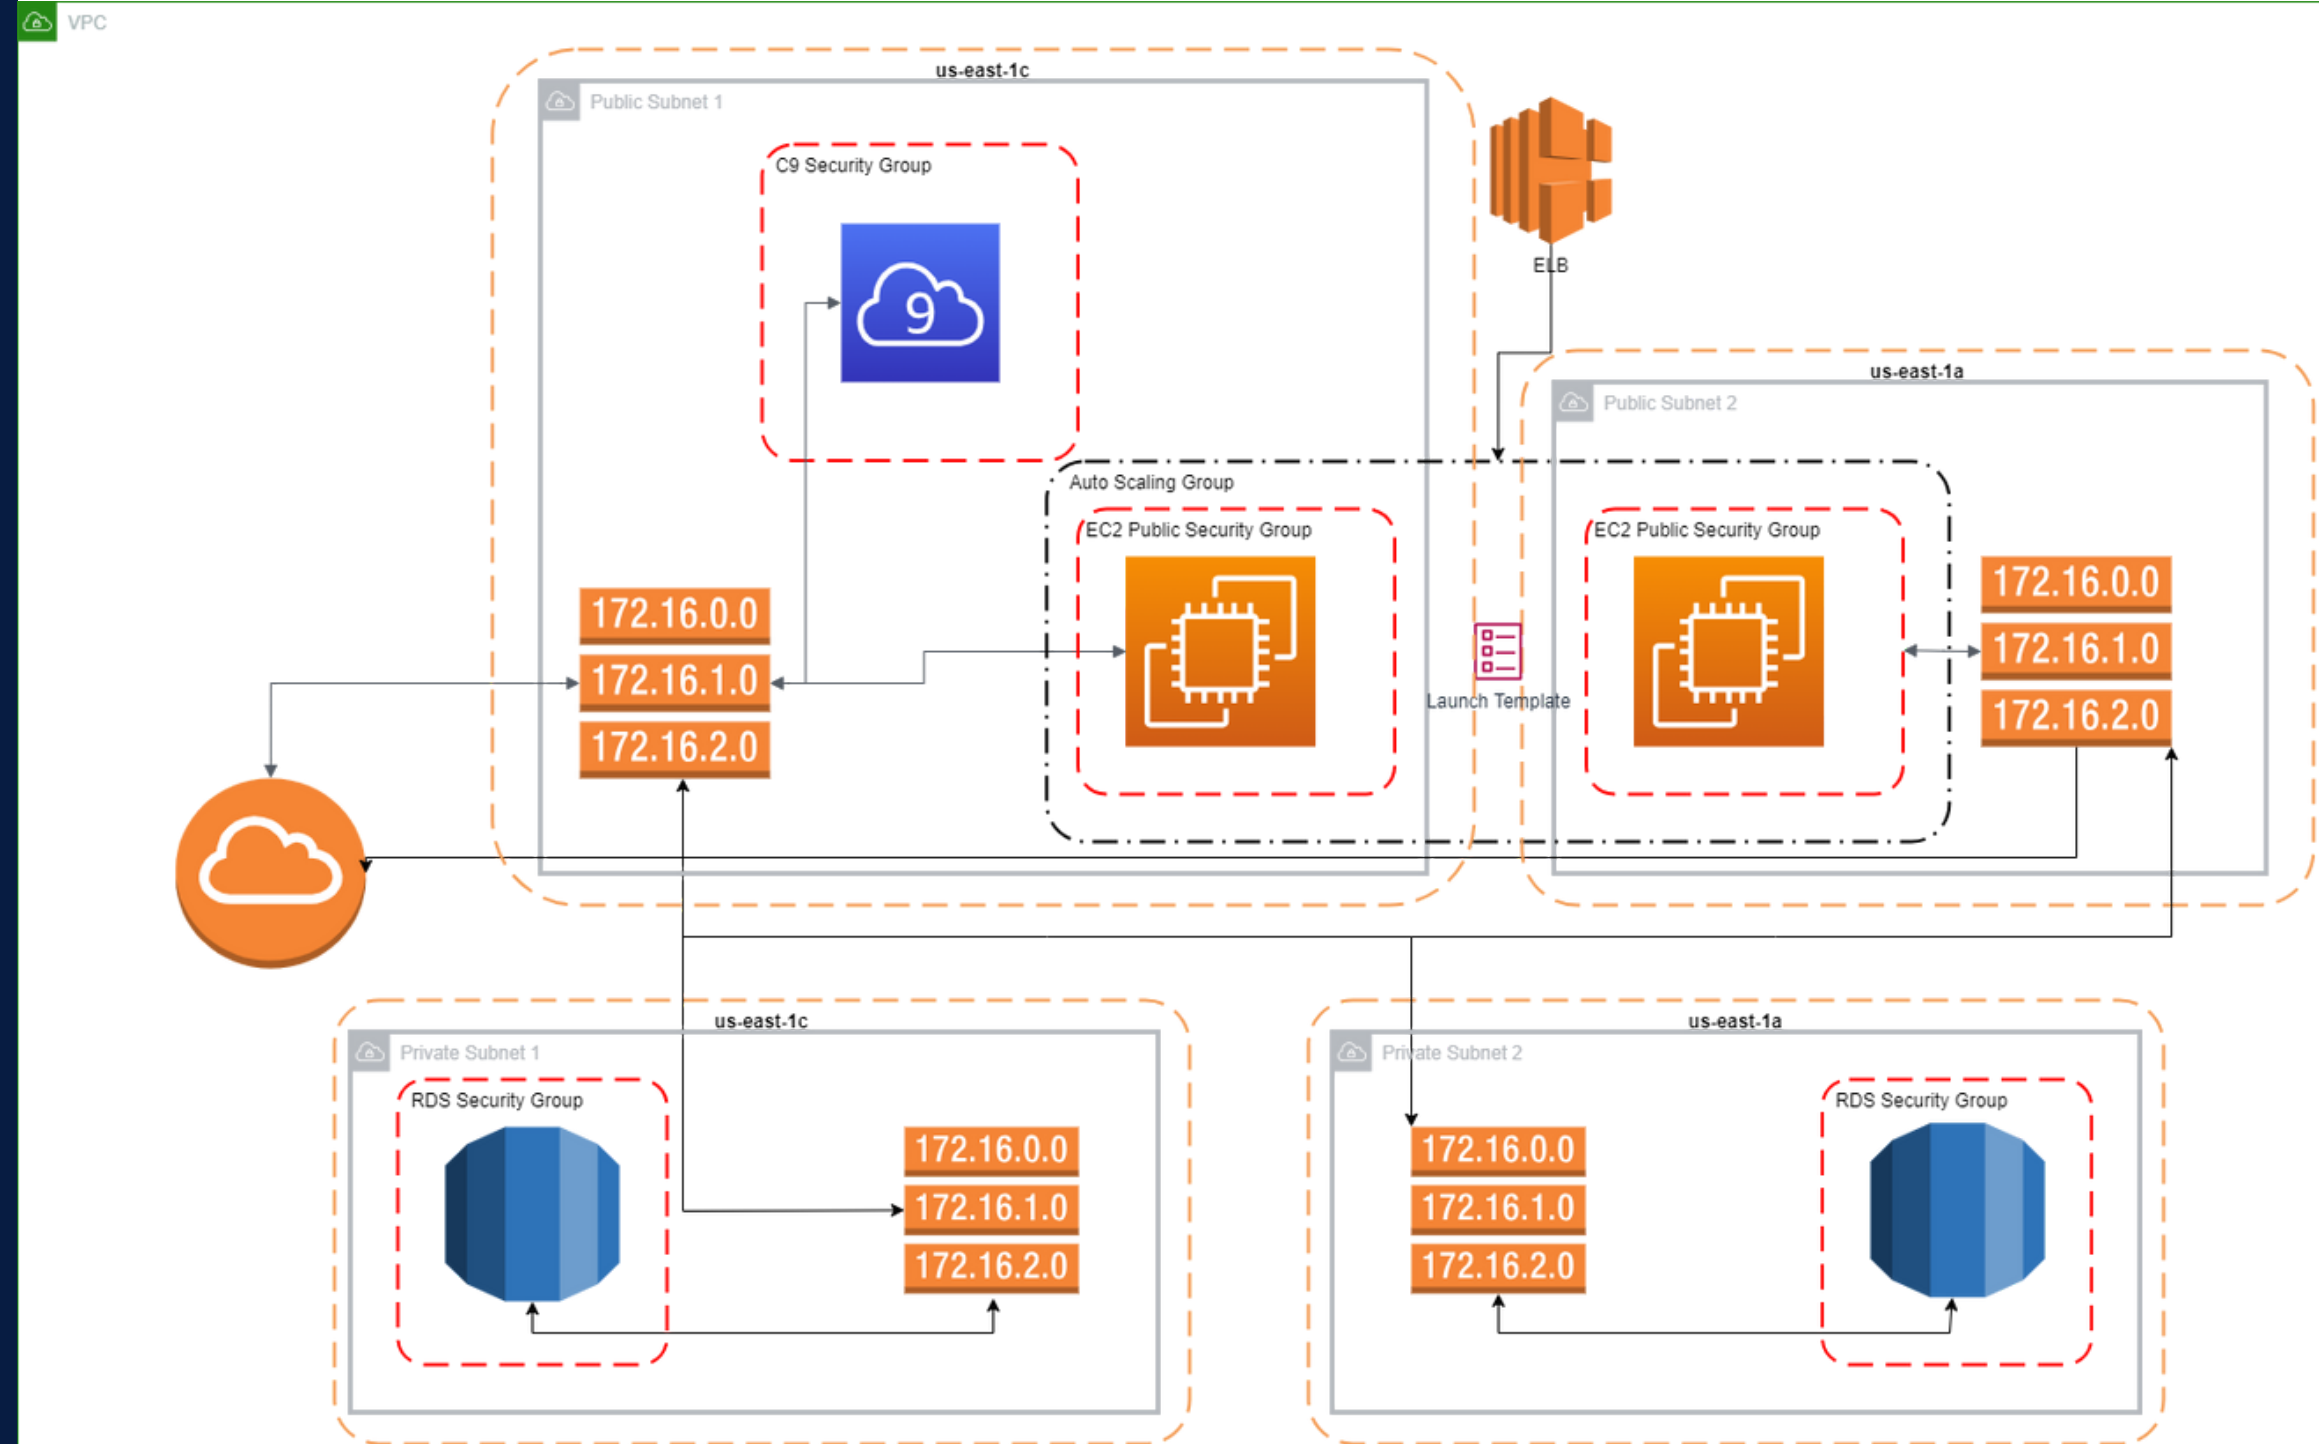 VPC
us-east-1c
Public Subnet 1
C9 Security Group
9
ELB
us-east-1a
Public Subnet 2
Auto Scaling Group
EC2 Public Security Group
EC2 Public Security Group
172.16.0.0
172.16.1.0
172.16.2.0
Launch Template
172.16.0.0
172.16.1.0
172.16.2.0
us-east-1c
Private Subnet 1
RDS Security Group
172.16.0.0
172.16.1.0
172.16.2.0
us-east-1a
Private Subnet 2
RDS Security Group
172.16.0.0
172.16.1.0
172.16.2.0